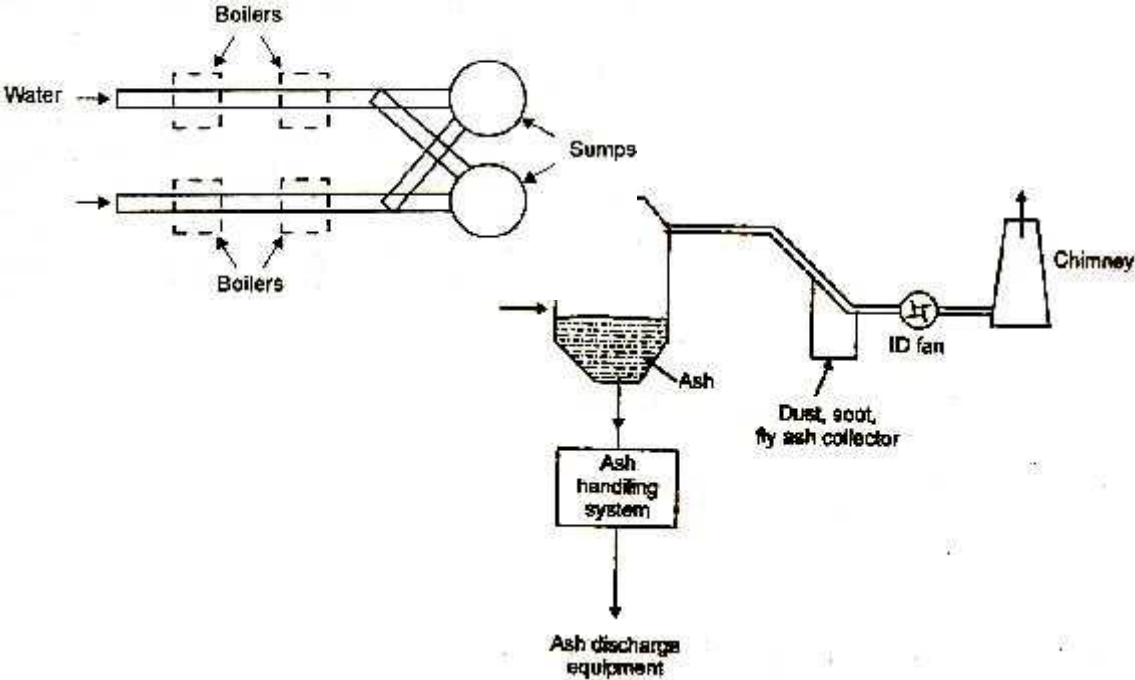 Boilers
Water
Sumps
Boilers
Chimney
ID fan
Ash
Dust, soot,
fly ash collector
Ash
handling
system
Ash discharge
equipment